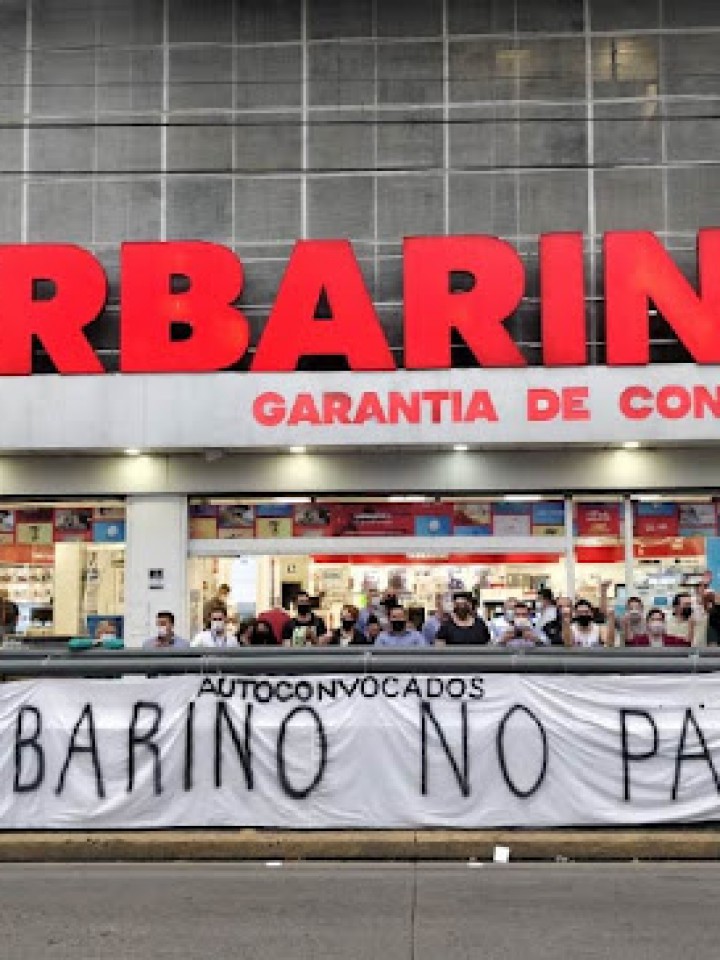 RBARIN
GARANTIA DE CON
AUTOCONVOCADOS
BARINO NO PA